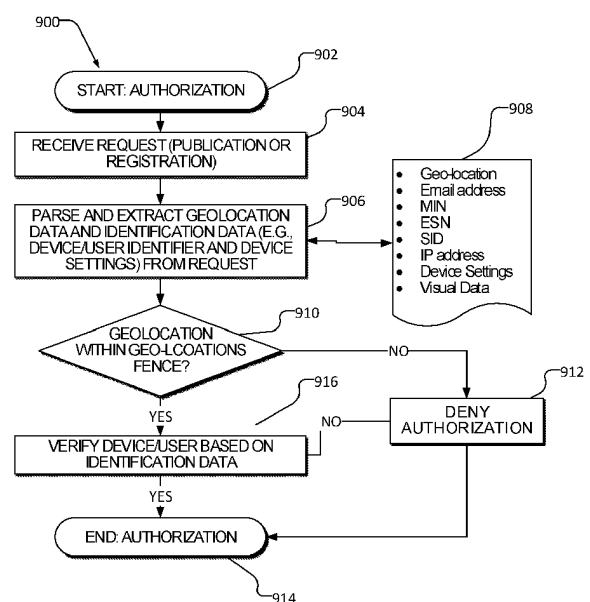 900
902
START: AUTHORIZATION
904
RECEIVE REQUEST (PUBLICATION OR
REGISTRATION)
908
906
PARSE AND EXTRACT GEOLOCATION
DATA AND IDENTIFICATION DATA (E.G.,
DEVICE/USER IDENTIFIER AND DEVICE
SETTINGS) FROM REQUEST
• Geo-location
• Email address
• MIN
• ESN
• SID
• IP address
• Device Settings
• Visual Data
910
GEOLOCATION
WITHIN GEO-LCOATIONS
FENCE?
NO
912
DENY
AUTHORIZATION
YES
916
VERIFY DEVICE/USER BASED ON
IDENTIFICATION DATA
NO
YES
END: AUTHORIZATION
914